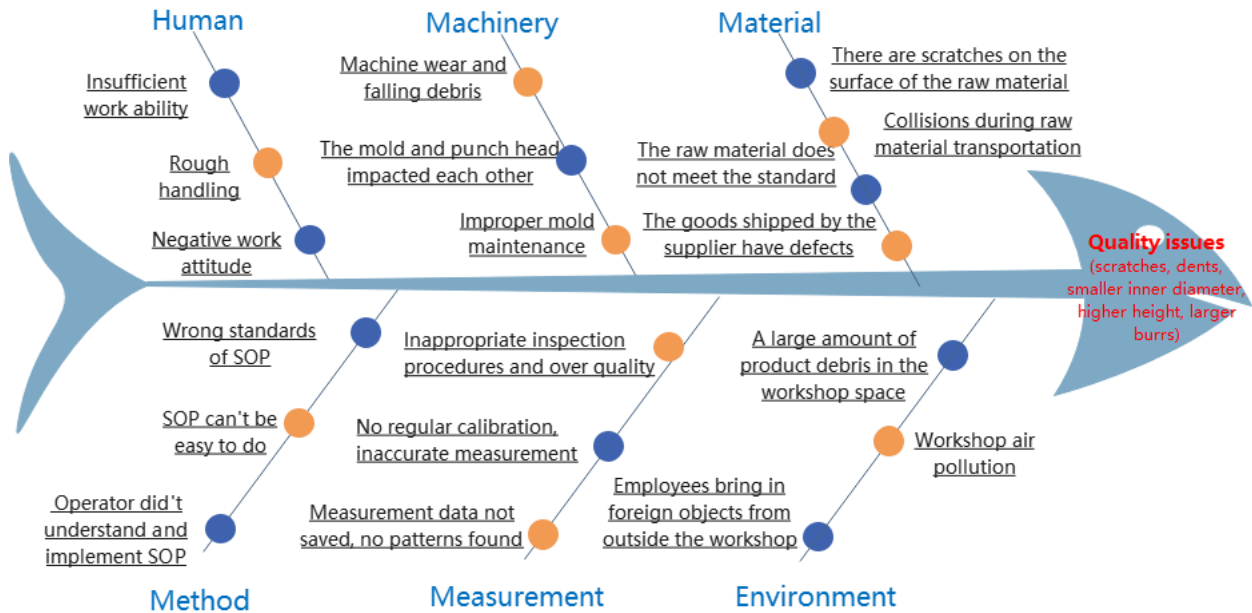 Human
Insufficient
work ability
Rough
handling
Negative work
attitude
Machinery
Machine wear and
falling debris
The mold and punch head
impacted each other
Improper mold
maintenance
Material
There are scratches on the
surface of the raw material
Collisions during raw
material transportation
The raw material does
not meet the standard
The goods shipped by the
supplier have defects
Quality issues
(scratches, dents,
smaller inner diameter,
higher height, larger
burrs)
Wrong standards
of SOP
SOP can't be
easy to do
Operator did't
understand and
implement SOP
Method
Inappropriate inspection
procedures and over quality
No regular calibration,
inaccurate measurement
Measurement data not
saved, no patterns found
Measurement
A large amount of
product debris in the
workshop space
Workshop air
pollution
Employees bring in
foreign objects from
outside the workshop
Environment